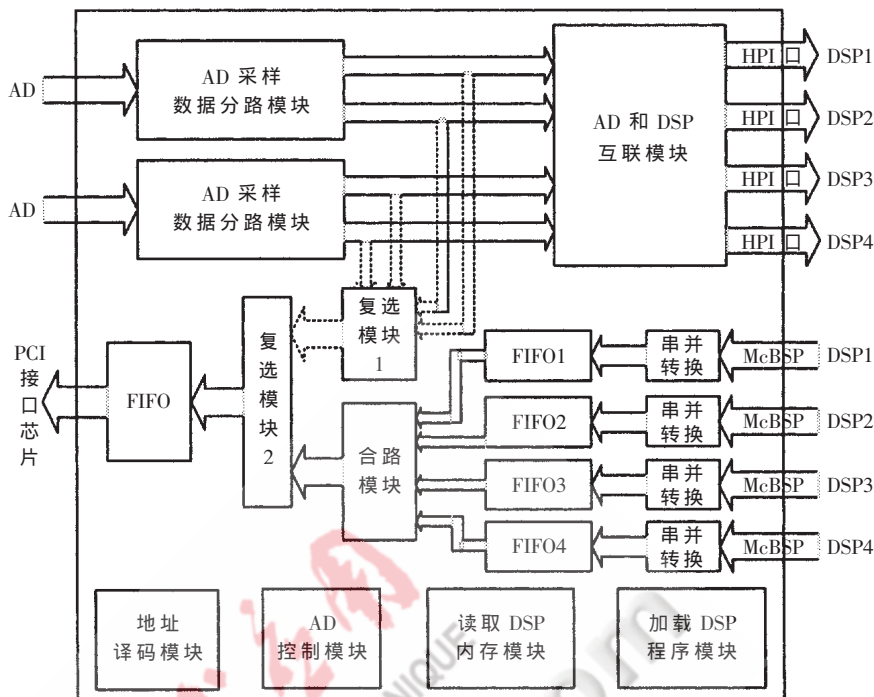 AD
AD 采样
数据分路模块
AD
AD 采样
数据分路模块
AD 和 DSP
互联模块
HPI 口
DSP1
HPI 口
DSP2
HPI 口
DSP3
HPI 口
DSP4
PCI
接
口
芯
片
FIFO
复
选
模
块
2
复选
模块
1
合路
模块
FIFO1
串并
转换
McBSP
DSP1
FIFO2
串并
转换
McBSP
DSP2
FIFO3
串并
转换
McBSP
DSP3
FIFO4
串并
转换
McBSP
DSP4
地址
译码模块
AD
控制模块
读取 DSP
内存模块
加载 DSP
程序模块